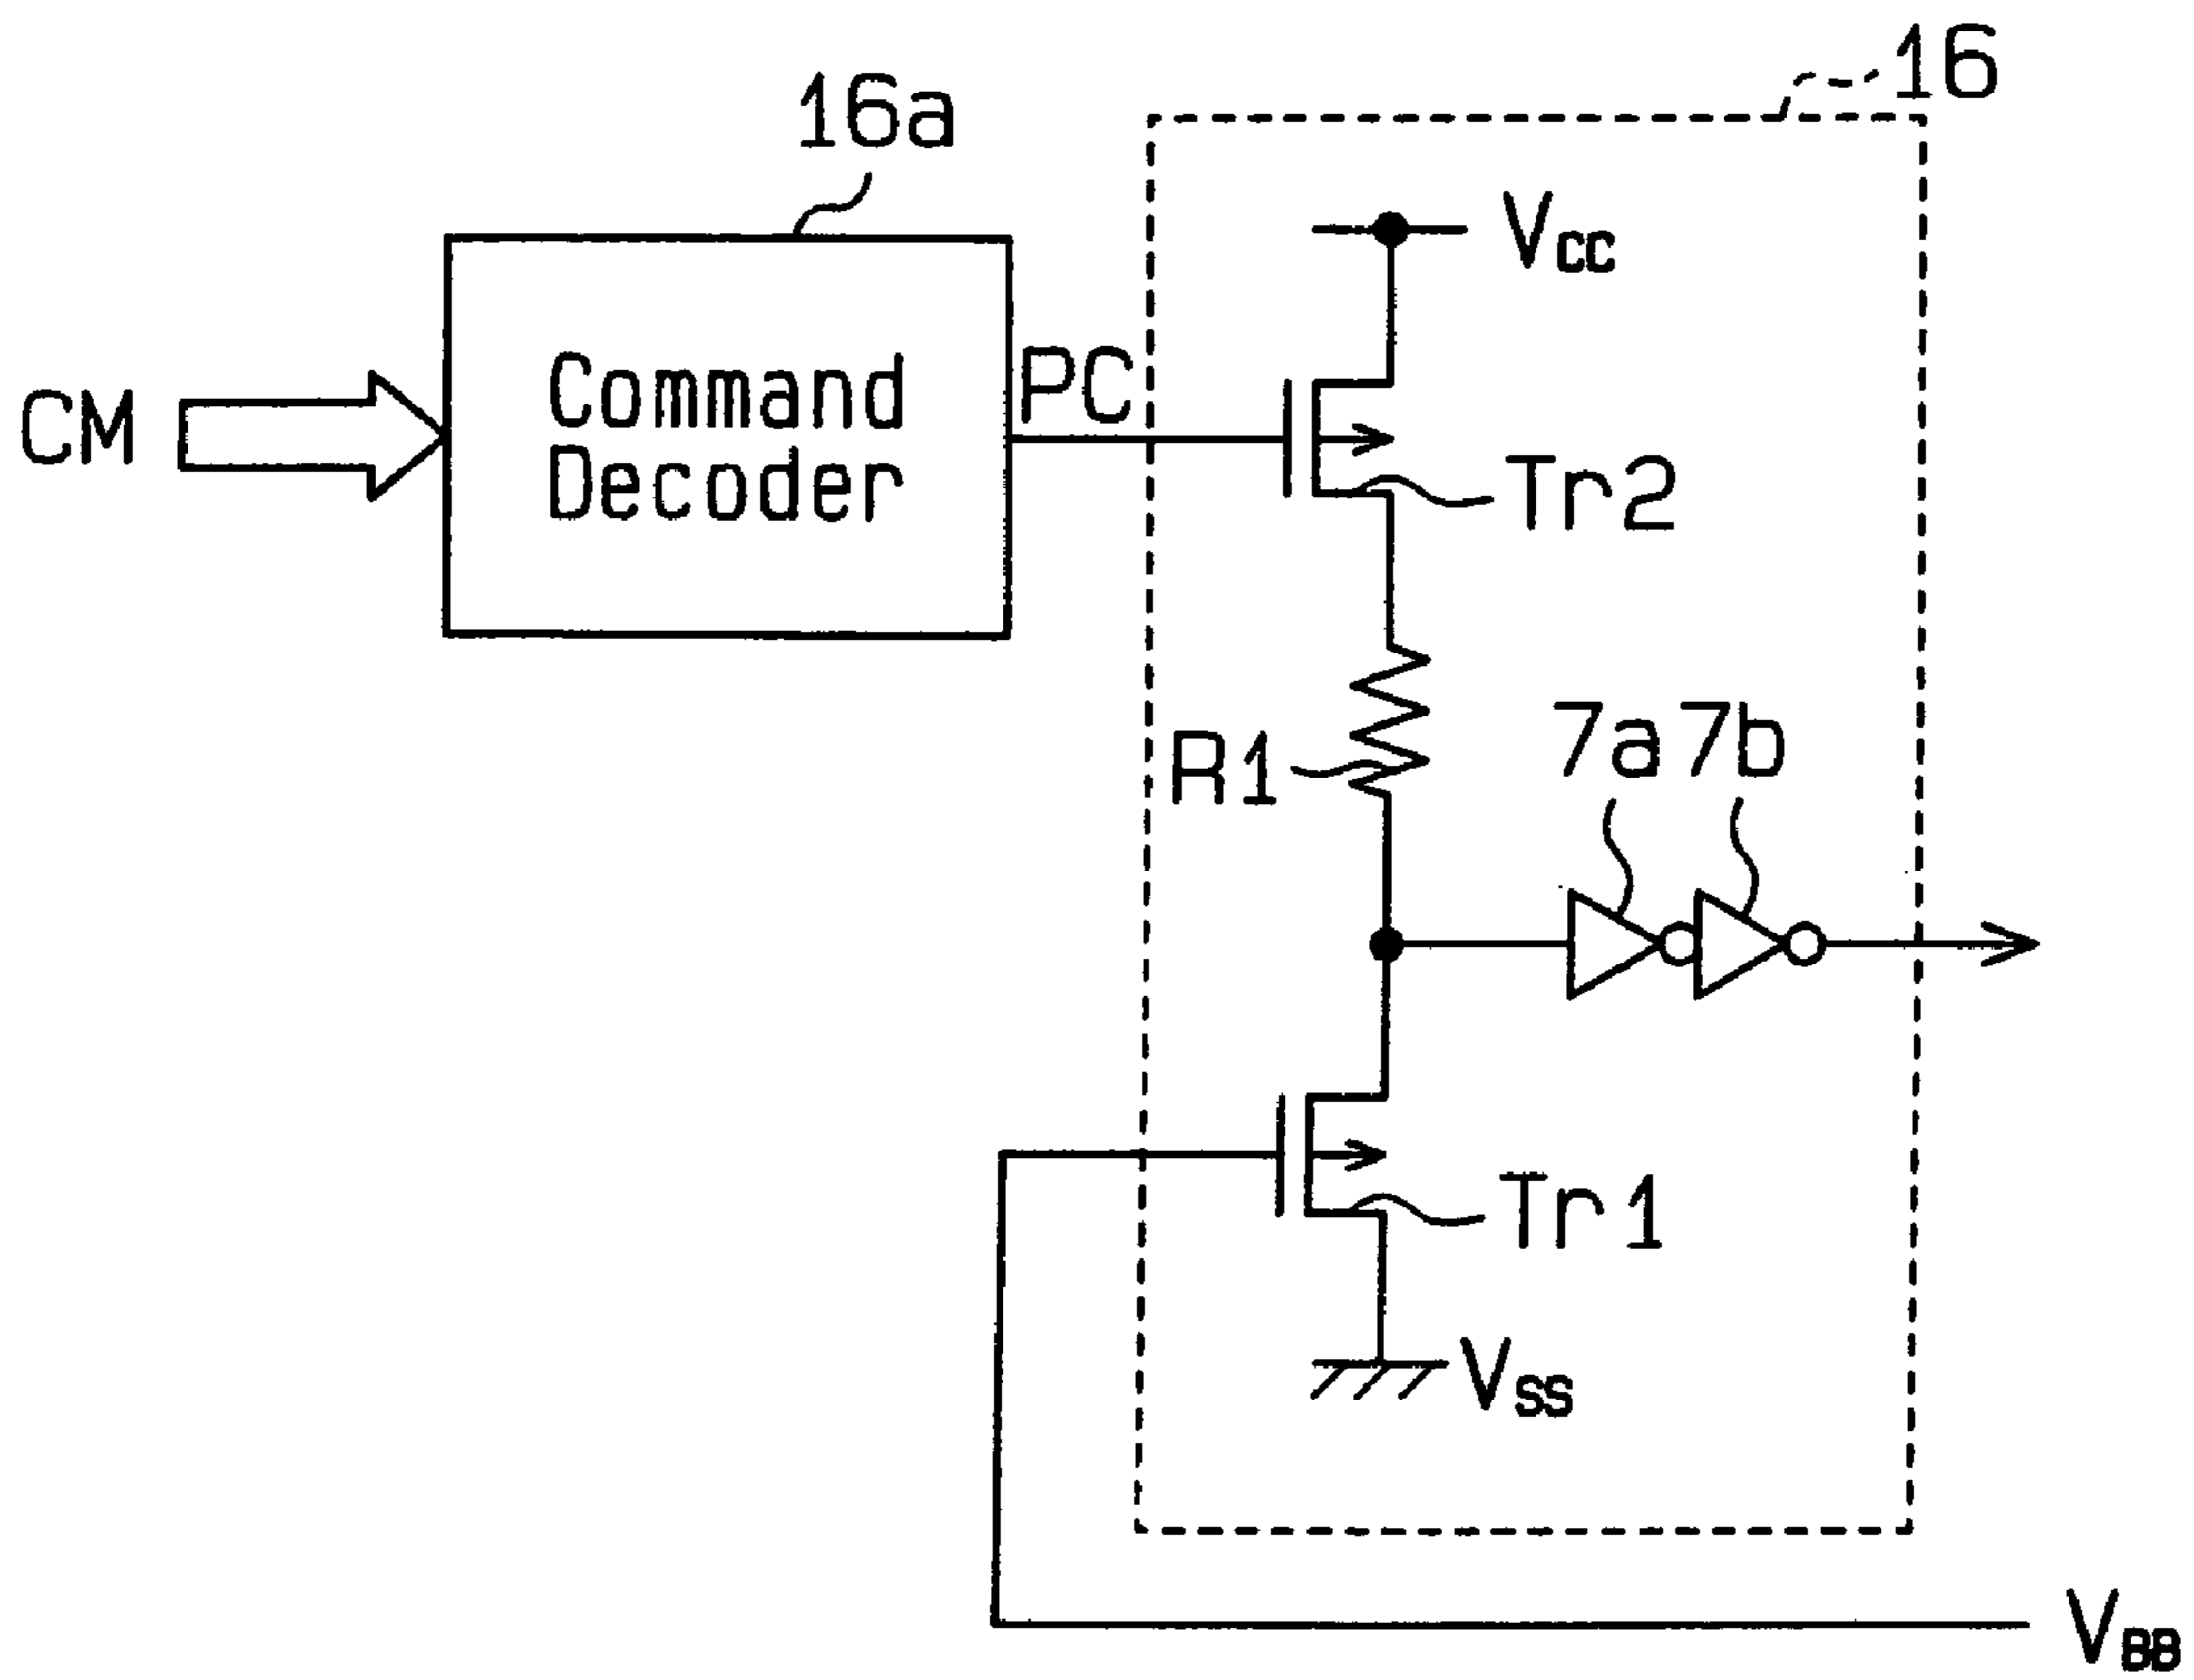 16
16a
Vcc
CM
Command
Decoder
PC
Tr2
R1
7a 7b
Tr1
Vss
VBB